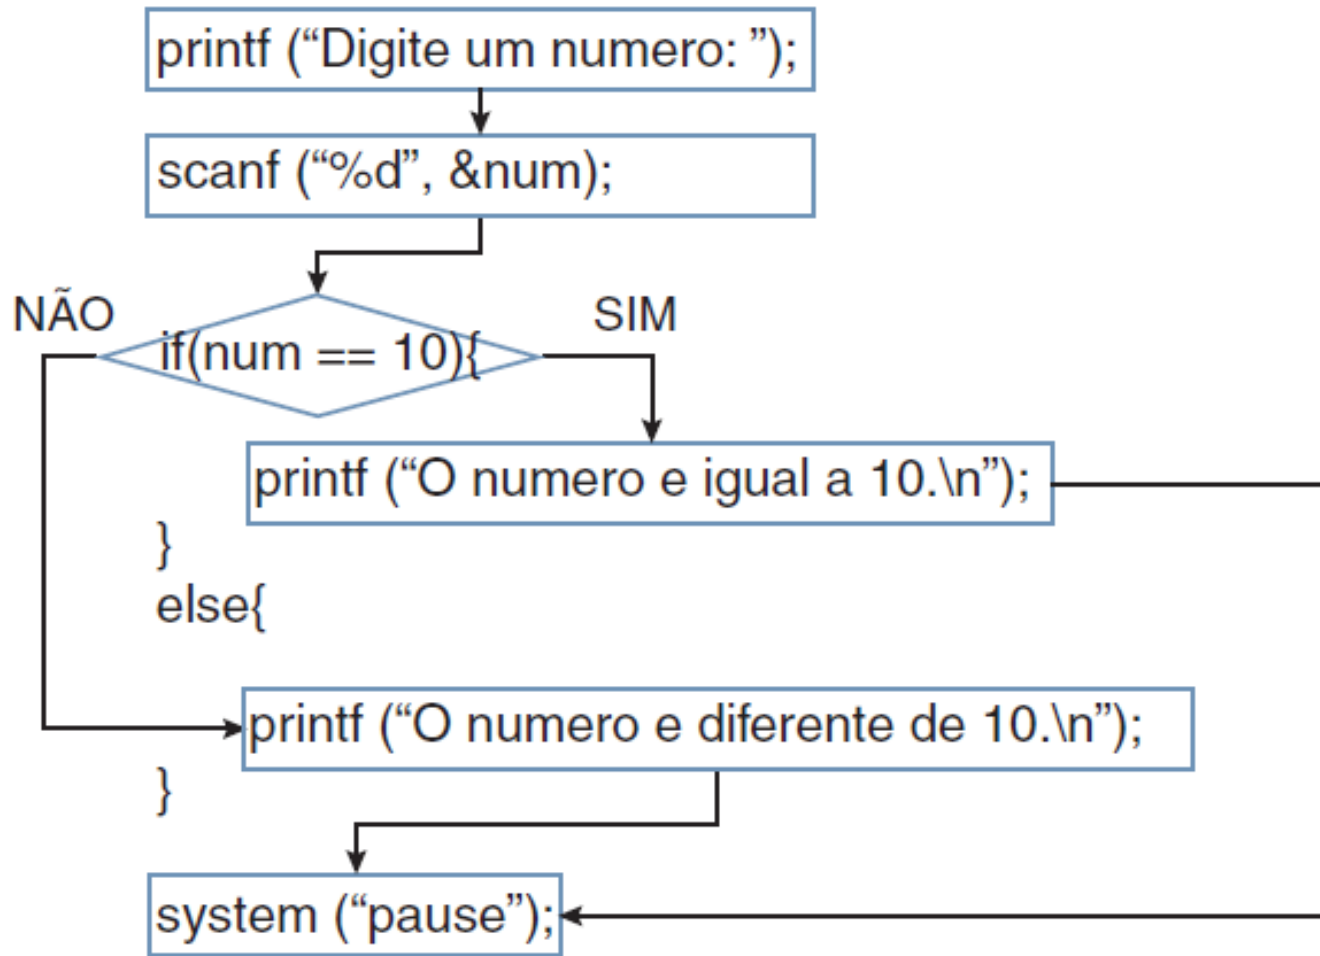 printf (“Digite um numero: ”);
scanf (“%d”, &num);
NÃO
SIM
if(num == 10){
printf (“O numero e igual a 10.\n”);
}
else{
printf (“O numero e diferente de 10.\n”);
}
system (“pause”);